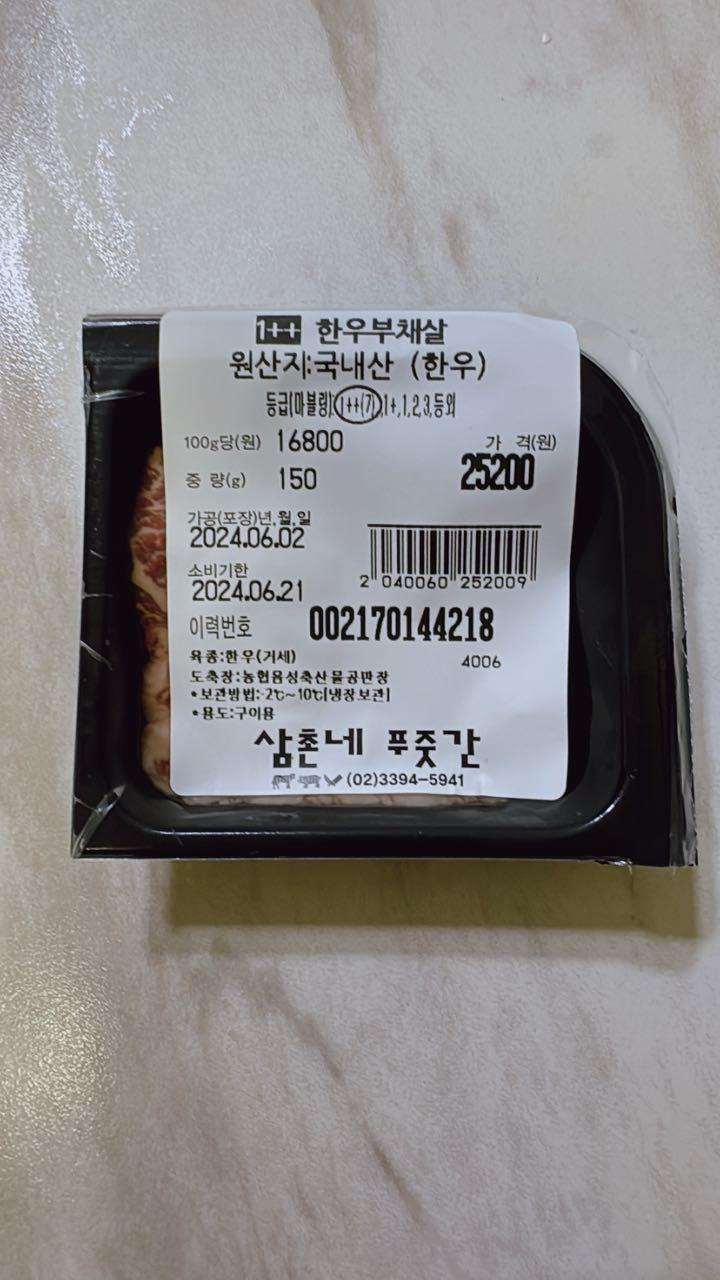 1++ 한우부채살
원산지:국내산 (한우)
등급(마블링):1++(7),1+,1,2,3,등외
100g당(원) 16800
가 격(원)
중 량(g) 150
25200
가공(포장)년,월,일
2024.06.02
소비기한
2024.06.21
2 040060 252009
이력번호 002170144218
육종:한우(거세)
4006
도축장:농협음성축산물공판장
*보관방법:-2℃~10℃[냉장보관]
*용도:구이용
삼촌네 푸줏간
(02)3394-5941